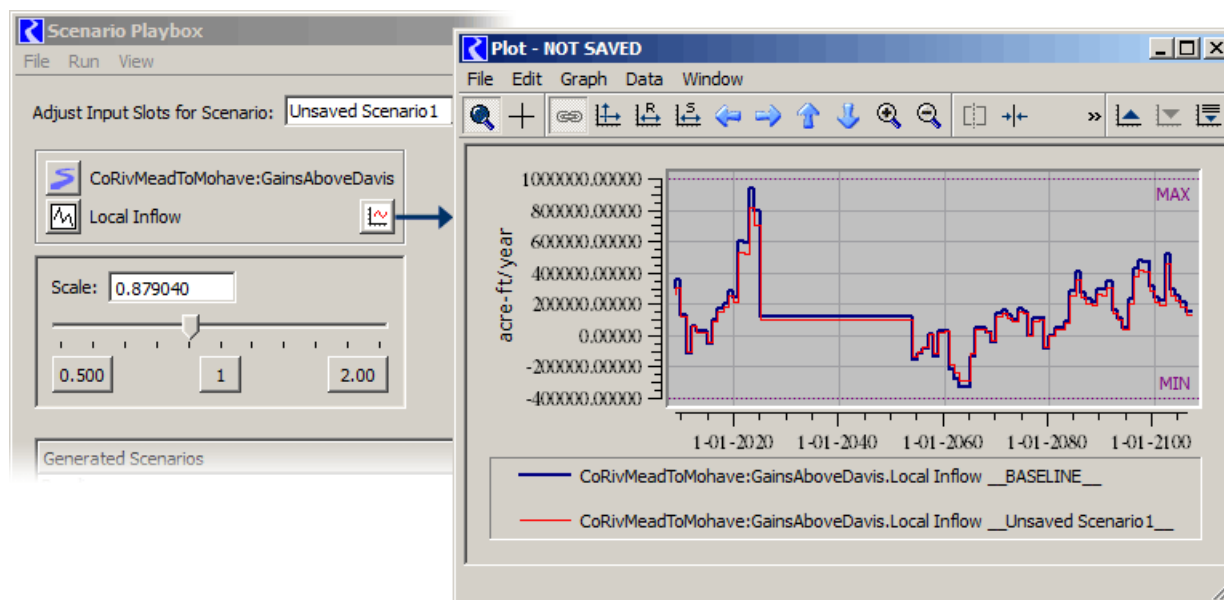 Scenario Playbox
File Run View
Adjust Input Slots for Scenario: Unsaved Scenario1
CoRivMeadToMohave:GainsAboveDavis
Local Inflow
Scale: 0.879040
0.500 1 2.00
Generated Scenarios
Plot - NOT SAVED
File Edit Graph Data Window
R S »
1000000.00000
800000.00000
600000.00000
400000.00000
200000.00000
0.00000
-200000.00000
-400000.00000
acre-ft/year
MAX
MIN
1-01-2020 1-01-2040 1-01-2060 1-01-2080 1-01-2100
CoRivMeadToMohave:GainsAboveDavis.Local Inflow __BASELINE__
CoRivMeadToMohave:GainsAboveDavis.Local Inflow __Unsaved Scenario1__